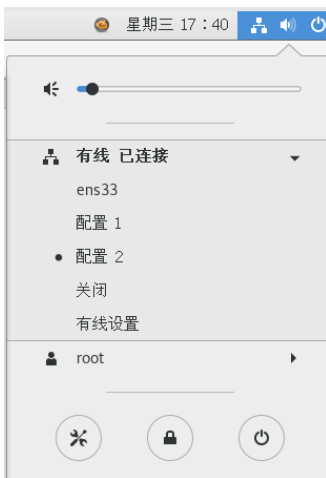 星期三 17：40
有线 已连接
ens33
配置 1
配置 2
关闭
有线设置
root